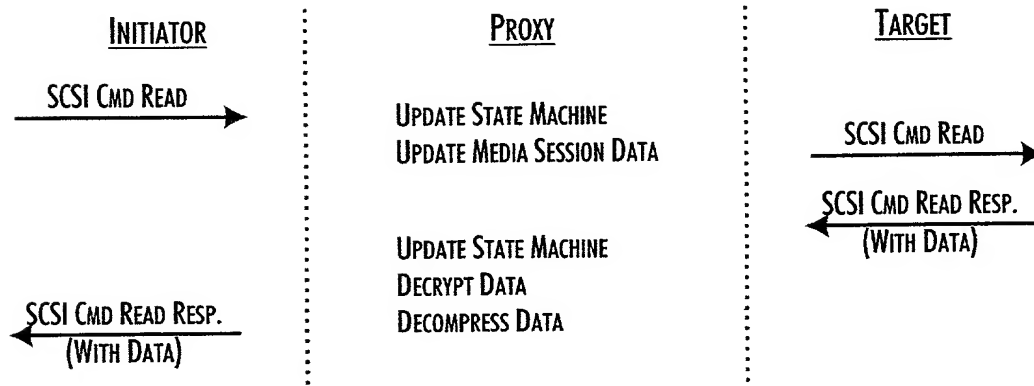 INITIATOR
PROXY
TARGET
SCSI CMD READ
UPDATE STATE MACHINE
UPDATE MEDIA SESSION DATA
SCSI CMD READ
SCSI CMD READ RESP.
(WITH DATA)
UPDATE STATE MACHINE
DECRYPT DATA
DECOMPRESS DATA
SCSI CMD READ RESP.
(WITH DATA)